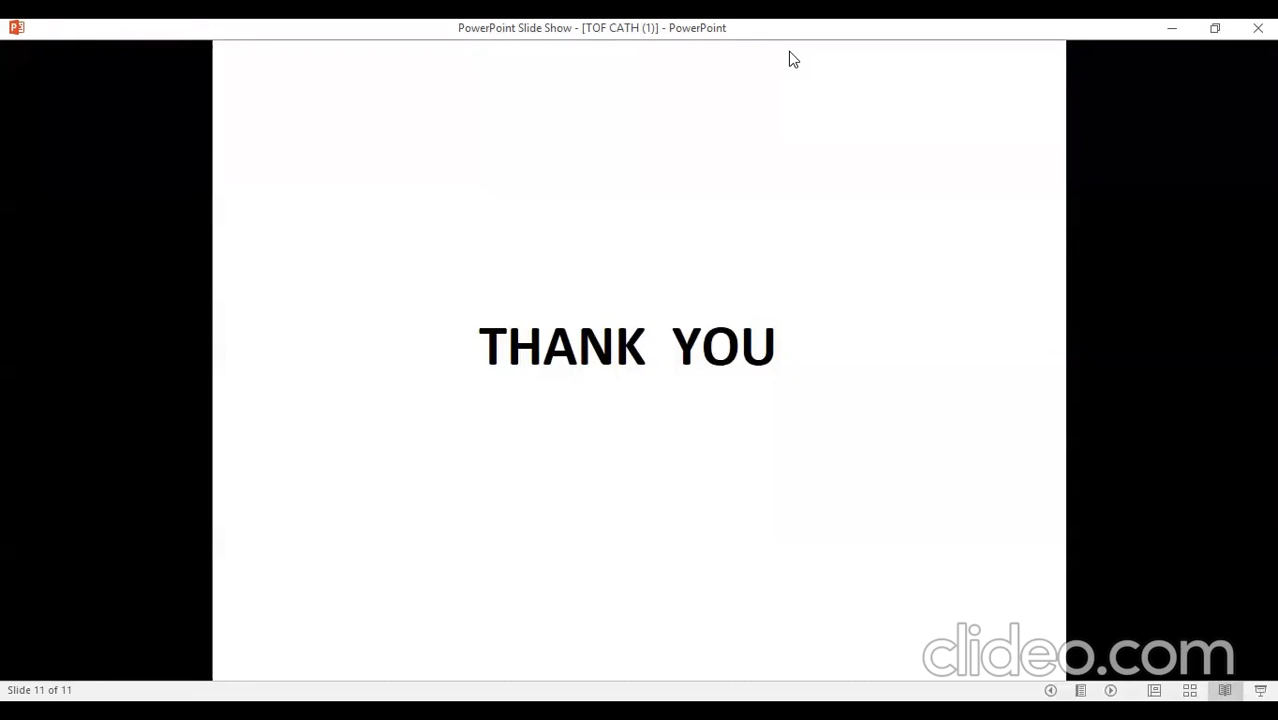 PowerPoint Slide Show - [TOF CATH (1)] - PowerPoint
THANK YOU
clideo.com
Slide 11 of 11